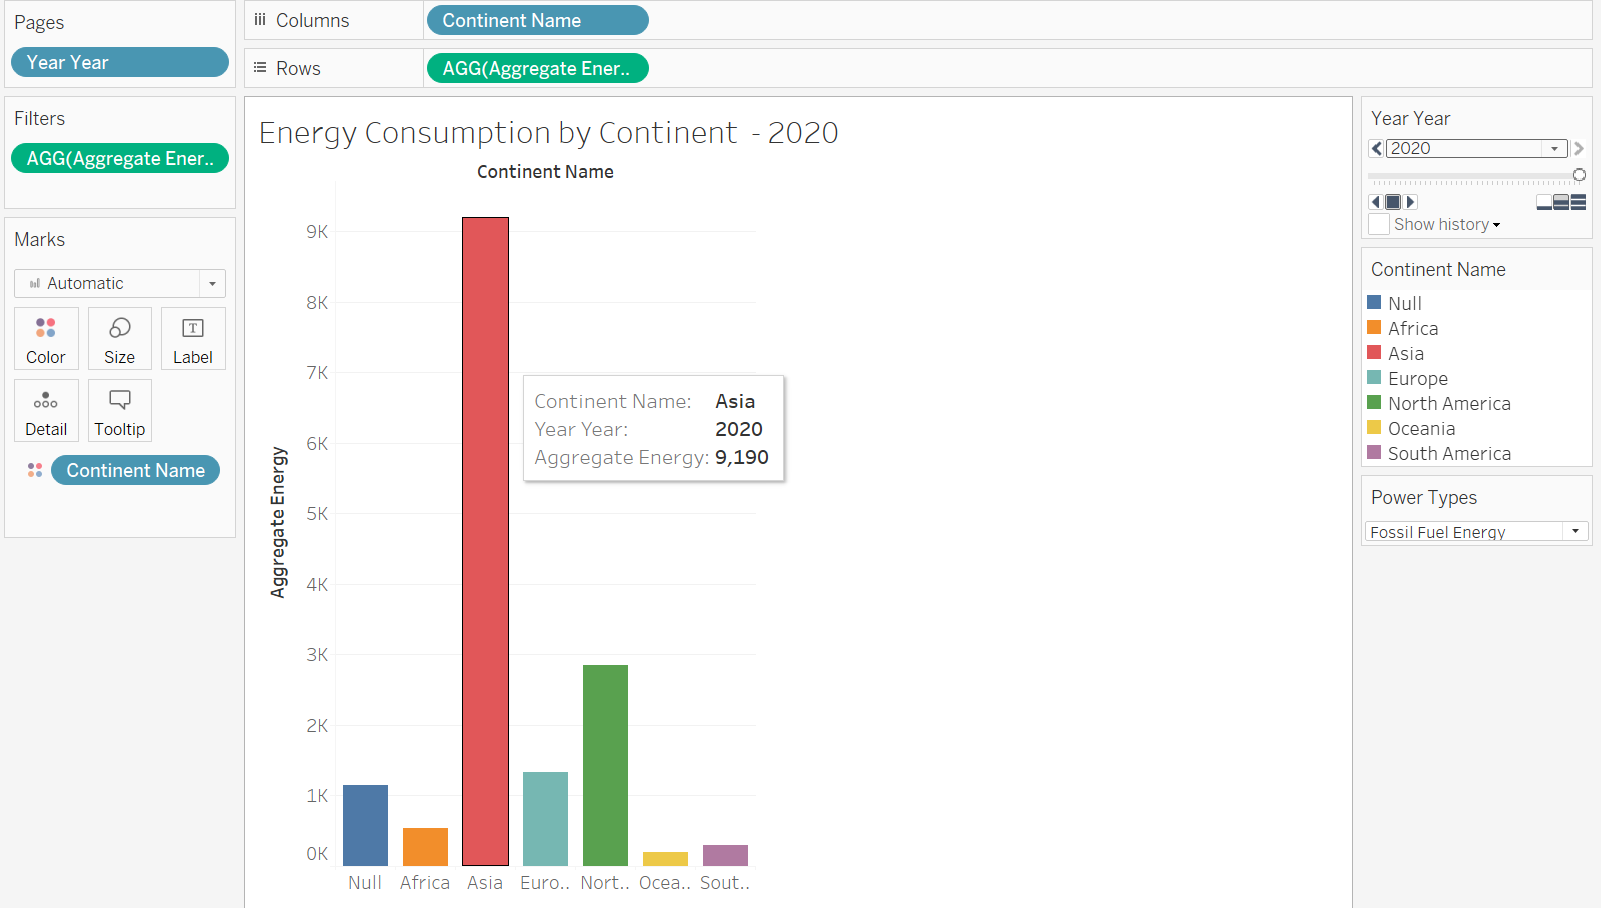 Pages
Year Year
Columns
Continent Name
Rows
AGG(Aggregate Ener..
Filters
AGG(Aggregate Ener..
Marks
Automatic
Color
Size
Label
Detail
Tooltip
Continent Name
Energy Consumption by Continent - 2020
Continent Name
Aggregate Energy
9K
8K
7K
6K
5K
4K
3K
2K
1K
0K
Continent Name: Asia
Year Year: 2020
Aggregate Energy: 9,190
Null Africa Asia Euro.. Nort.. Ocea.. Sout..
Year Year
2020
Show history
Continent Name
Null
Africa
Asia
Europe
North America
Oceania
South America
Power Types
Fossil Fuel Energy